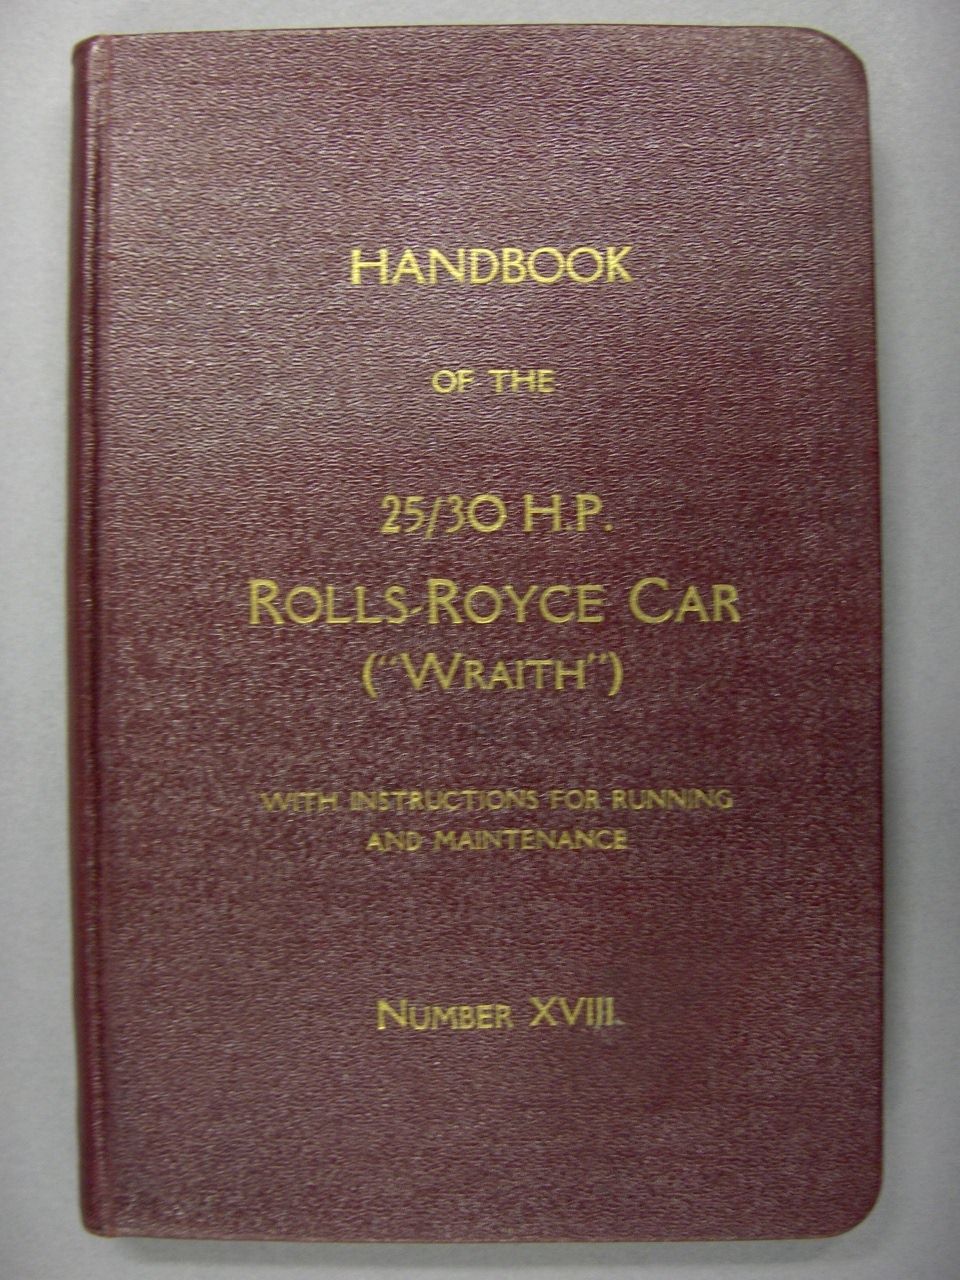 HANDBOOK
OF THE
25/30 H.P.
ROLLS-ROYCE CAR
("WRAITH")
WITH INSTRUCTIONS FOR RUNNING
AND MAINTENANCE
NUMBER XVIII.